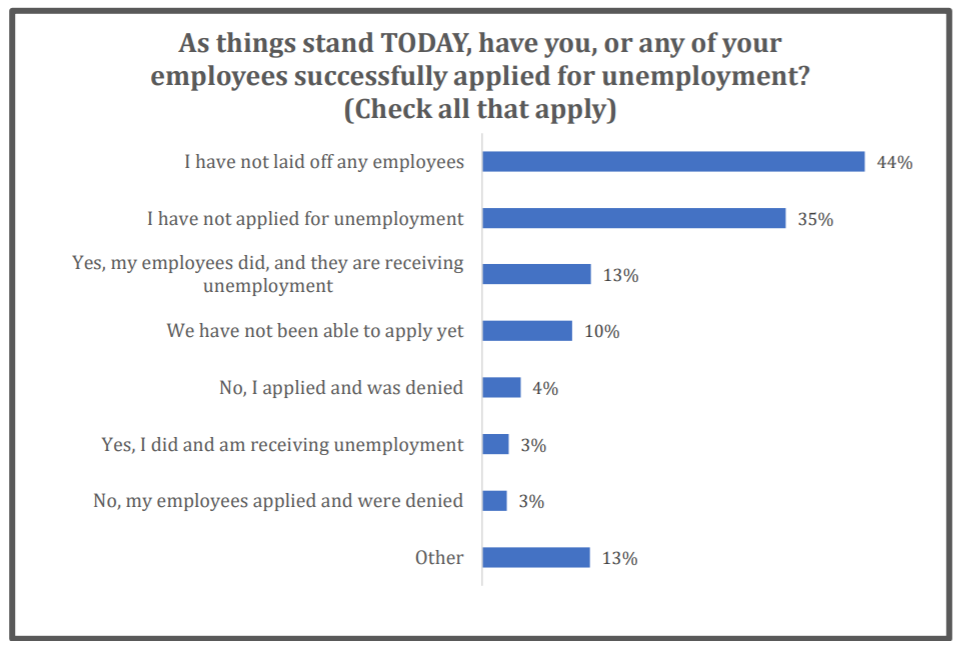 As things stand TODAY, have you, or any of your
employees successfully applied for unemployment?
(Check all that apply)
I have not laid off any employees
44%
I have not applied for unemployment
35%
Yes, my employees did, and they are receiving
unemployment
13%
We have not been able to apply yet
10%
No, I applied and was denied
4%
Yes, I did and am receiving unemployment
3%
No, my employees applied and were denied
3%
Other
13%